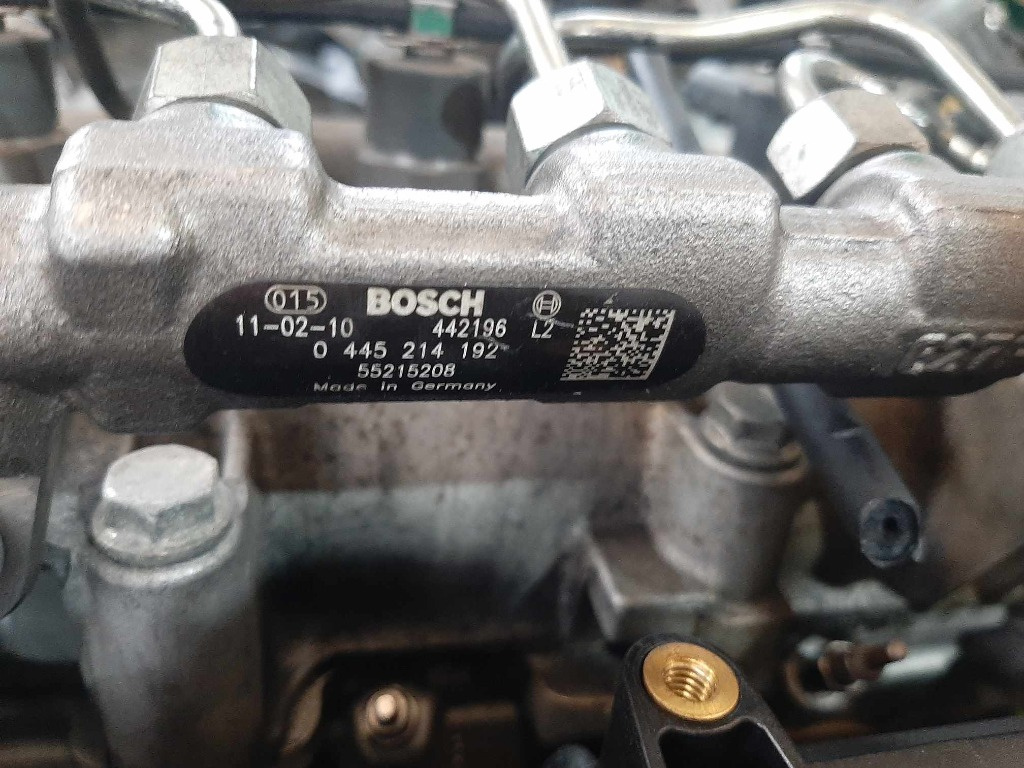 015 BOSCH
11-02-10 442196 L2
0 445 214 192
55215208
Made in Germany